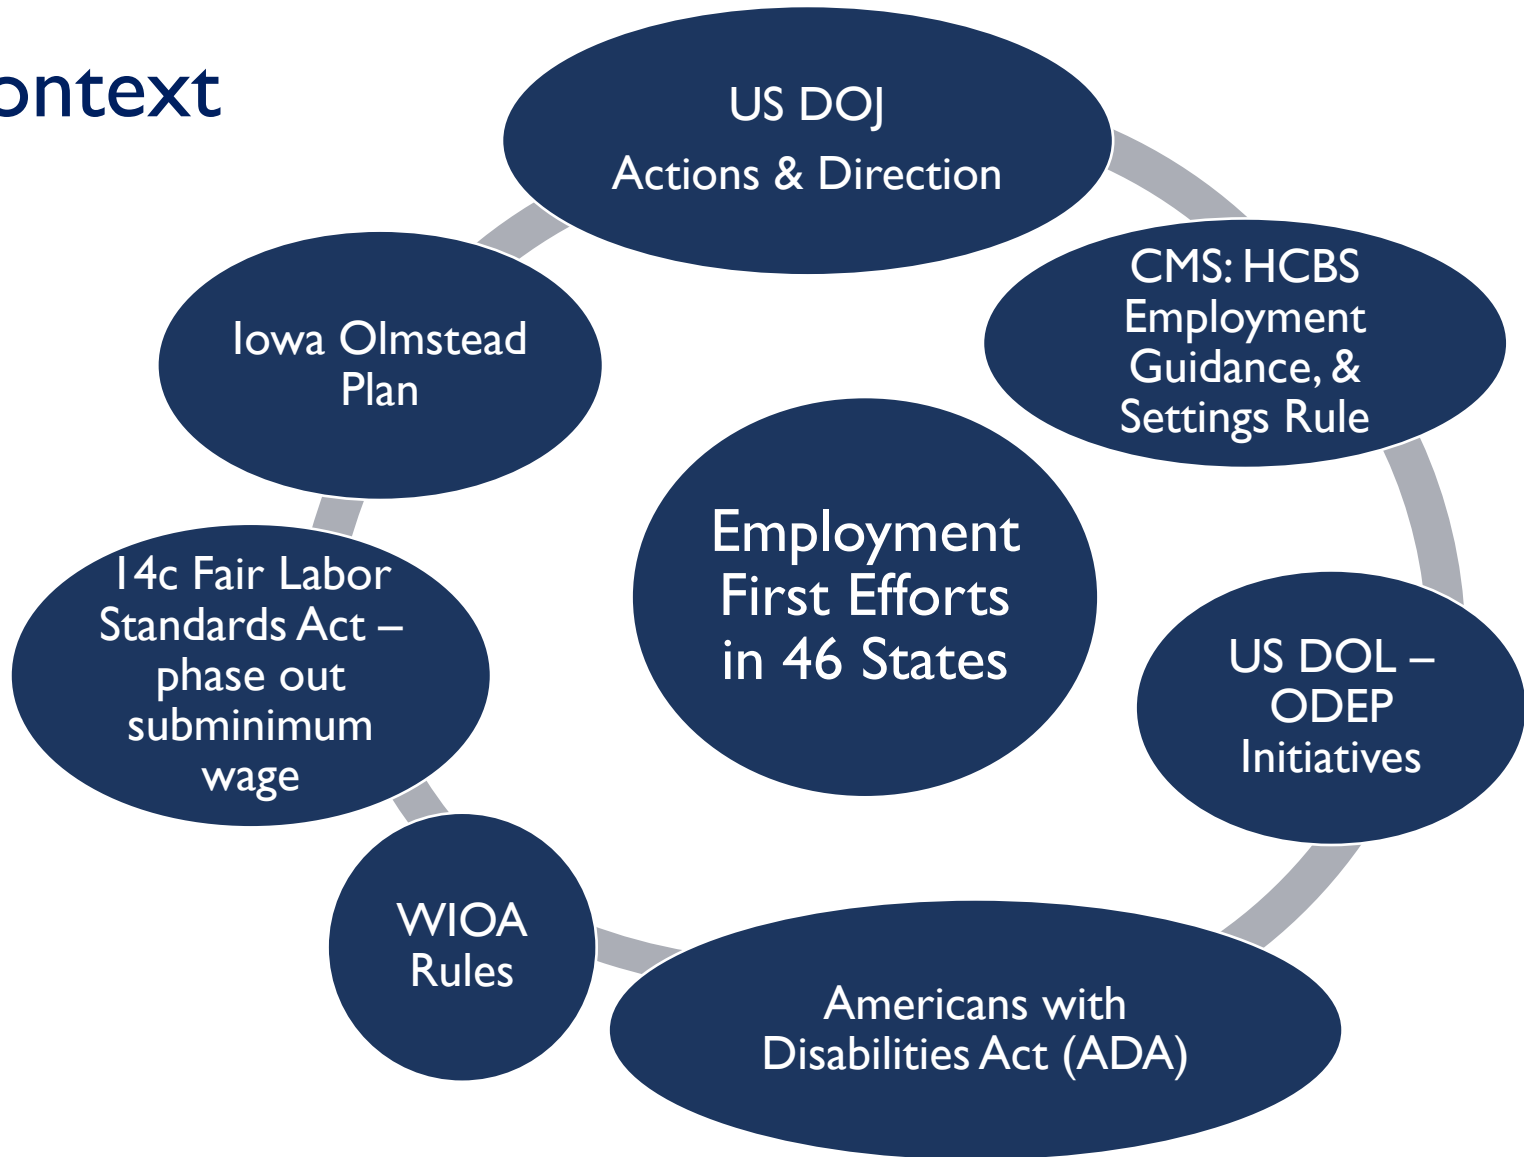 ontext
US DOJ
Actions & Direction
CMS: HCBS
Employment
Guidance, &
Settings Rule
US DOL –
ODEP
Initiatives
Americans with
Disabilities Act (ADA)
WIOA
Rules
14c Fair Labor
Standards Act –
phase out
subminimum
wage
Iowa Olmstead
Plan
Employment
First Efforts
in 46 States